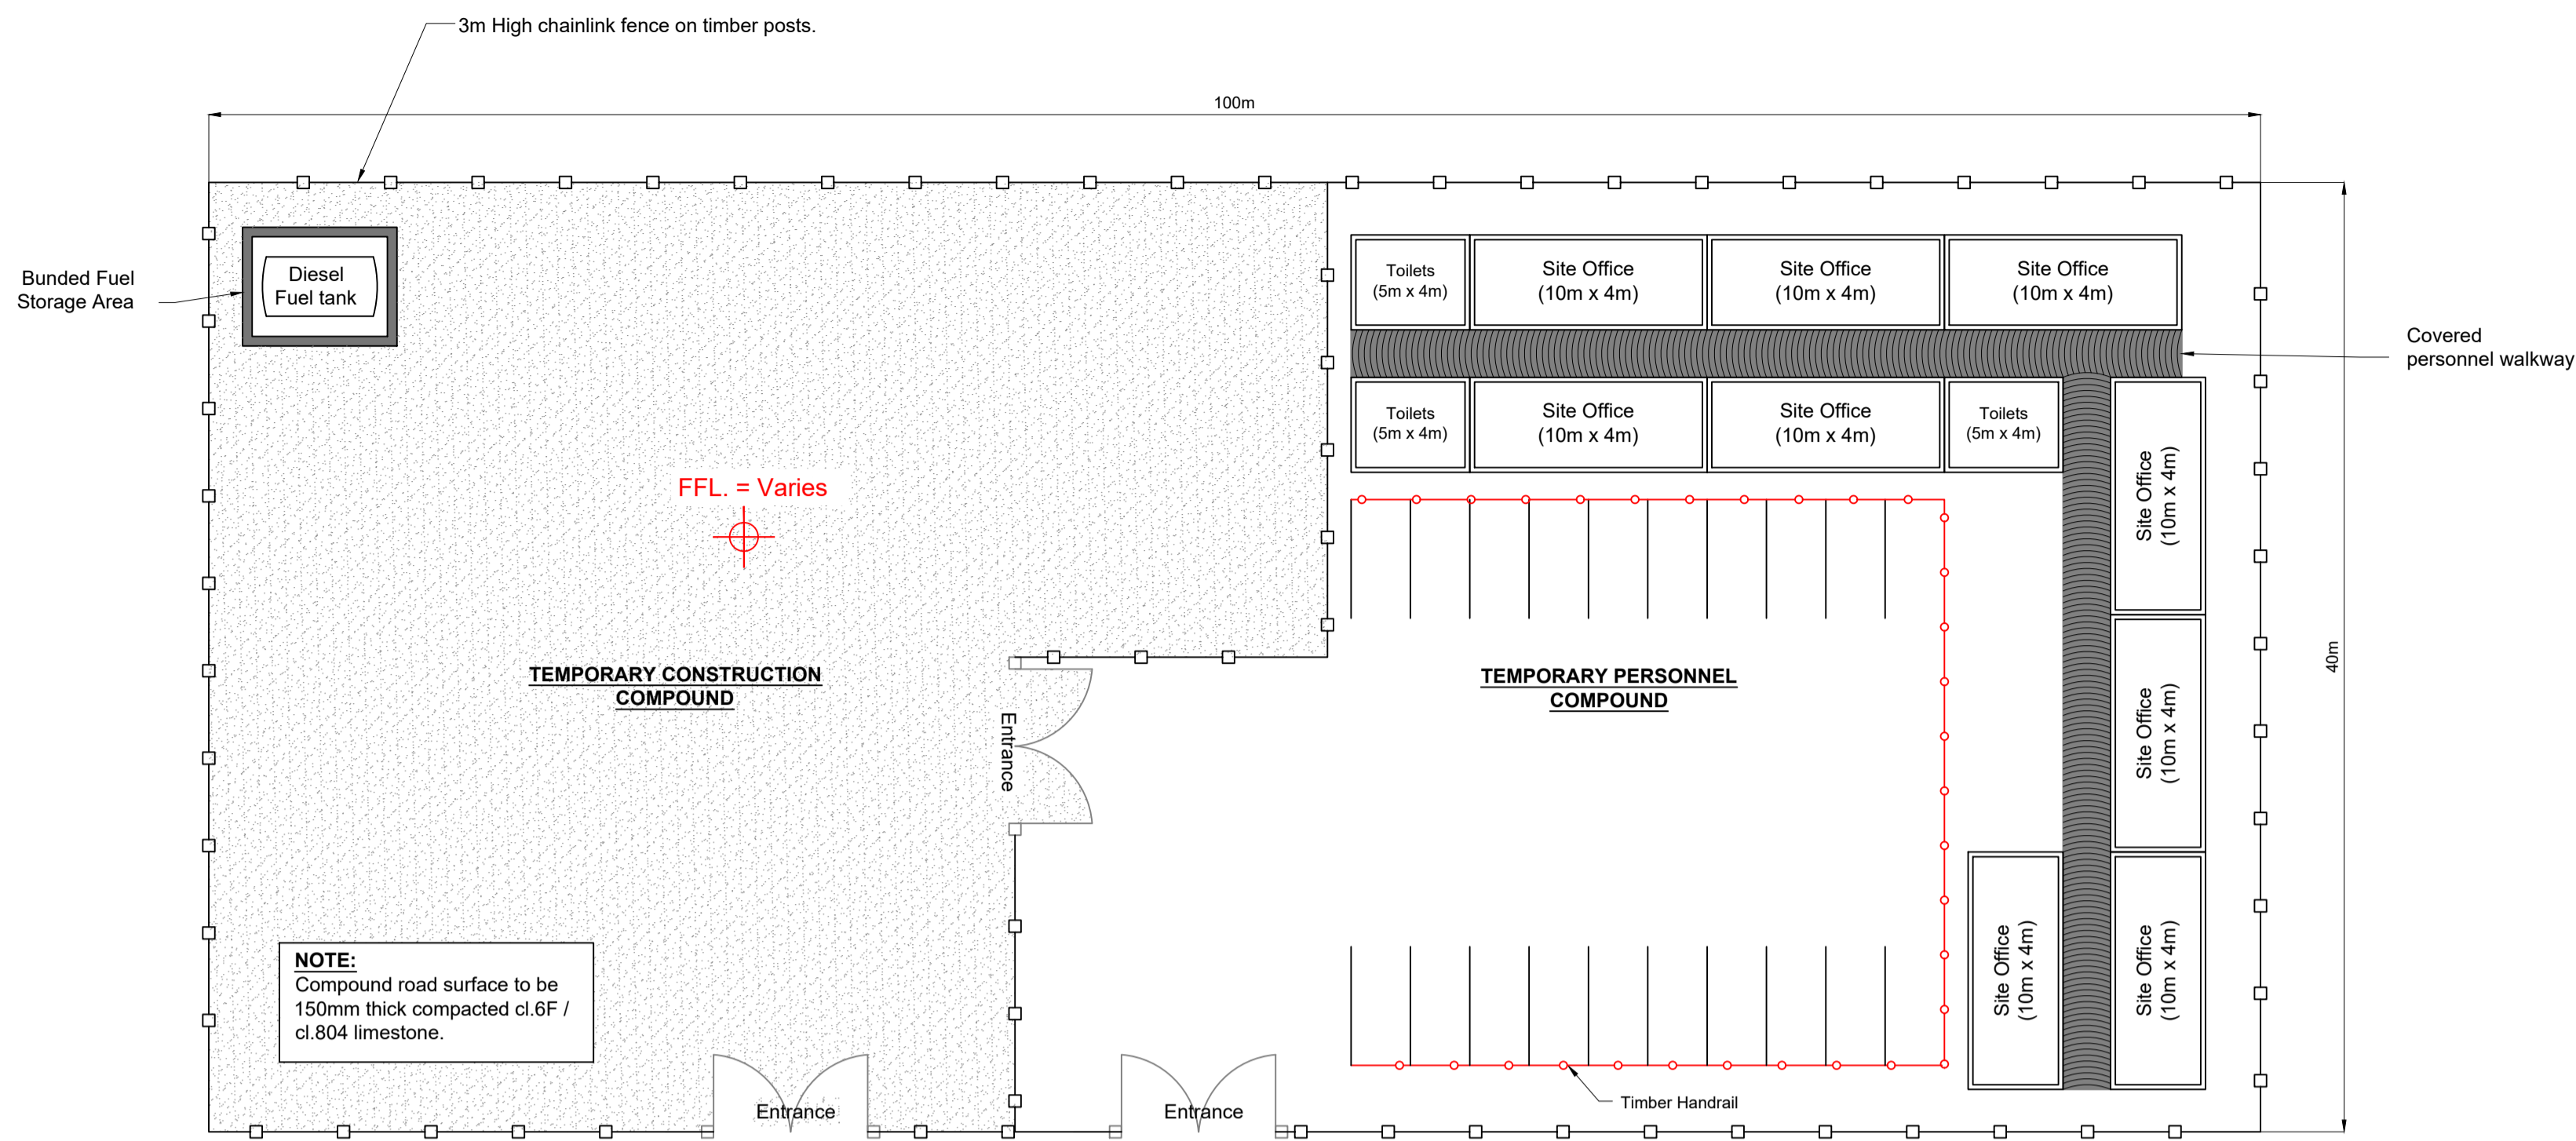 3m High chainlink fence on timber posts.
100m
Bunded Fuel
Storage Area
Diesel
Fuel tank
Toilets
(5m x 4m)
Site Office
(10m x 4m)
Site Office
(10m x 4m)
Site Office
(10m x 4m)
Covered
personnel walkway
Toilets
(5m x 4m)
Site Office
(10m x 4m)
Site Office
(10m x 4m)
Toilets
(5m x 4m)
Site Office
(10m x 4m)
FFL. = Varies
40m
TEMPORARY CONSTRUCTION
COMPOUND
Entrance
TEMPORARY PERSONNEL
COMPOUND
Site Office
(10m x 4m)
NOTE:
Compound road surface to be
150mm thick compacted cl.6F /
cl.804 limestone.
Site Office
(10m x 4m)
Site Office
(10m x 4m)
Entrance
Entrance
Timber Handrail